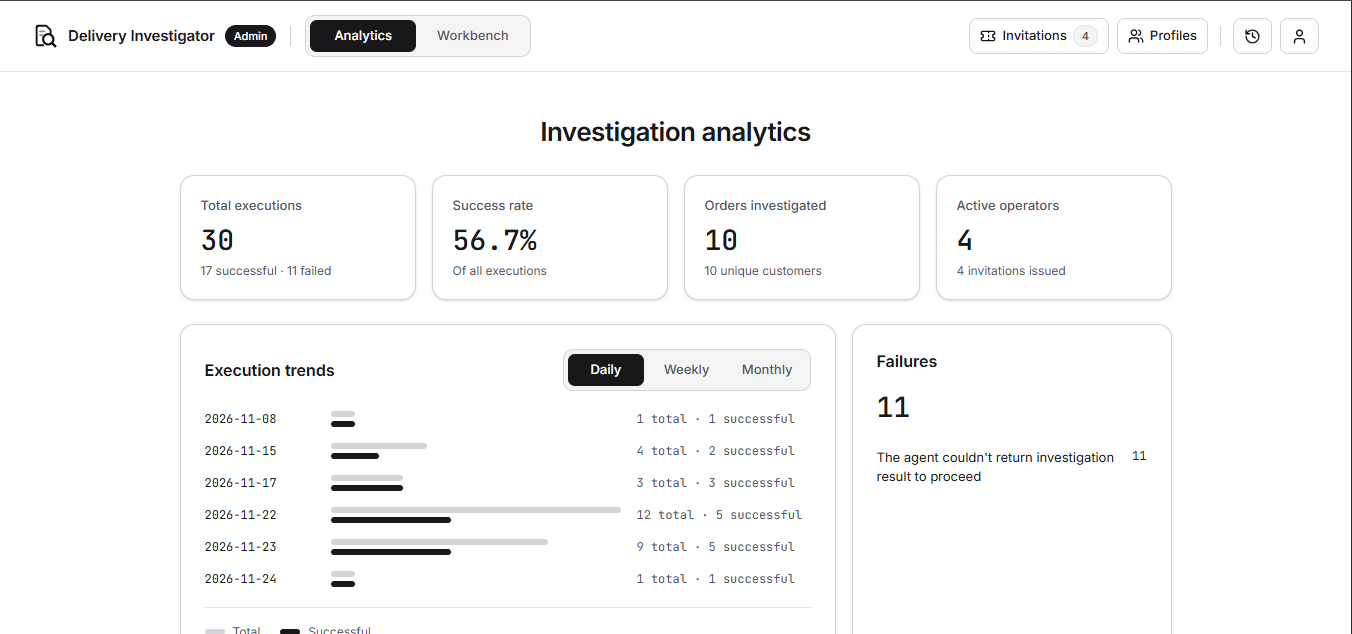 Delivery Investigator Admin Analytics Workbench Invitations 4 Profiles
Investigation analytics
Total executions
30
17 successful · 11 failed
Success rate
56.7%
Of all executions
Orders investigated
10
10 unique customers
Active operators
4
4 invitations issued
Execution trends
Daily Weekly Monthly
2026-11-08 1 total · 1 successful
2026-11-15 4 total · 2 successful
2026-11-17 3 total · 3 successful
2026-11-22 12 total · 5 successful
2026-11-23 9 total · 5 successful
2026-11-24 1 total · 1 successful
Total Successful
Failures
11
The agent couldn't return investigation 11
result to proceed